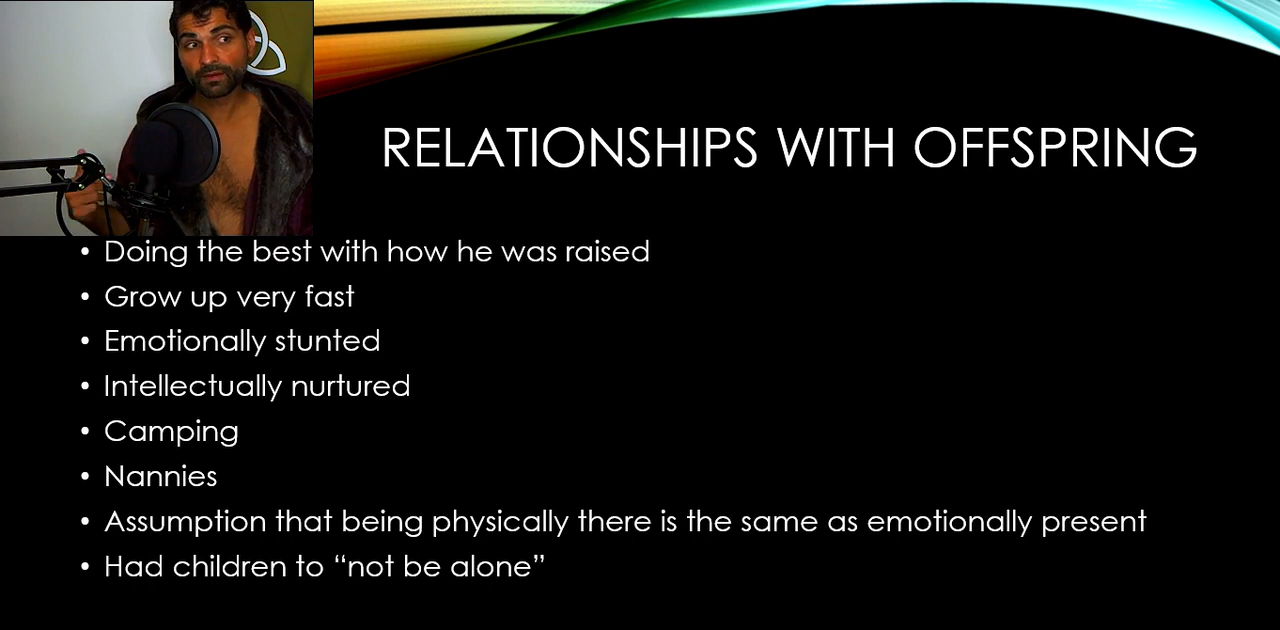 RELATIONSHIPS WITH OFFSPRING
• Doing the best with how he was raised
• Grow up very fast
• Emotionally stunted
• Intellectually nurtured
• Camping
• Nannies
• Assumption that being physically there is the same as emotionally present
• Had children to “not be alone”